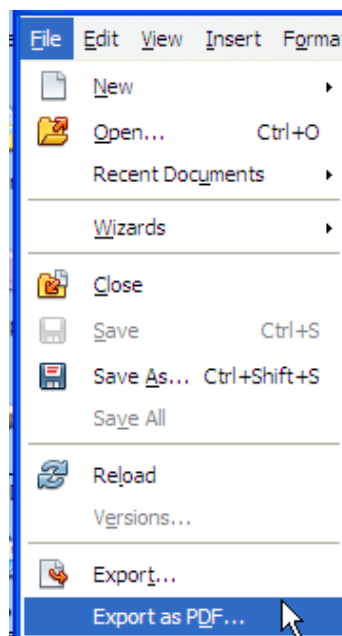 File Edit View Insert Forma
New
Open... Ctrl+O
Recent Documents
Wizards
Close
Save Ctrl+S
Save As... Ctrl+Shift+S
Save All
Reload
Versions...
Export...
Export as PDF...